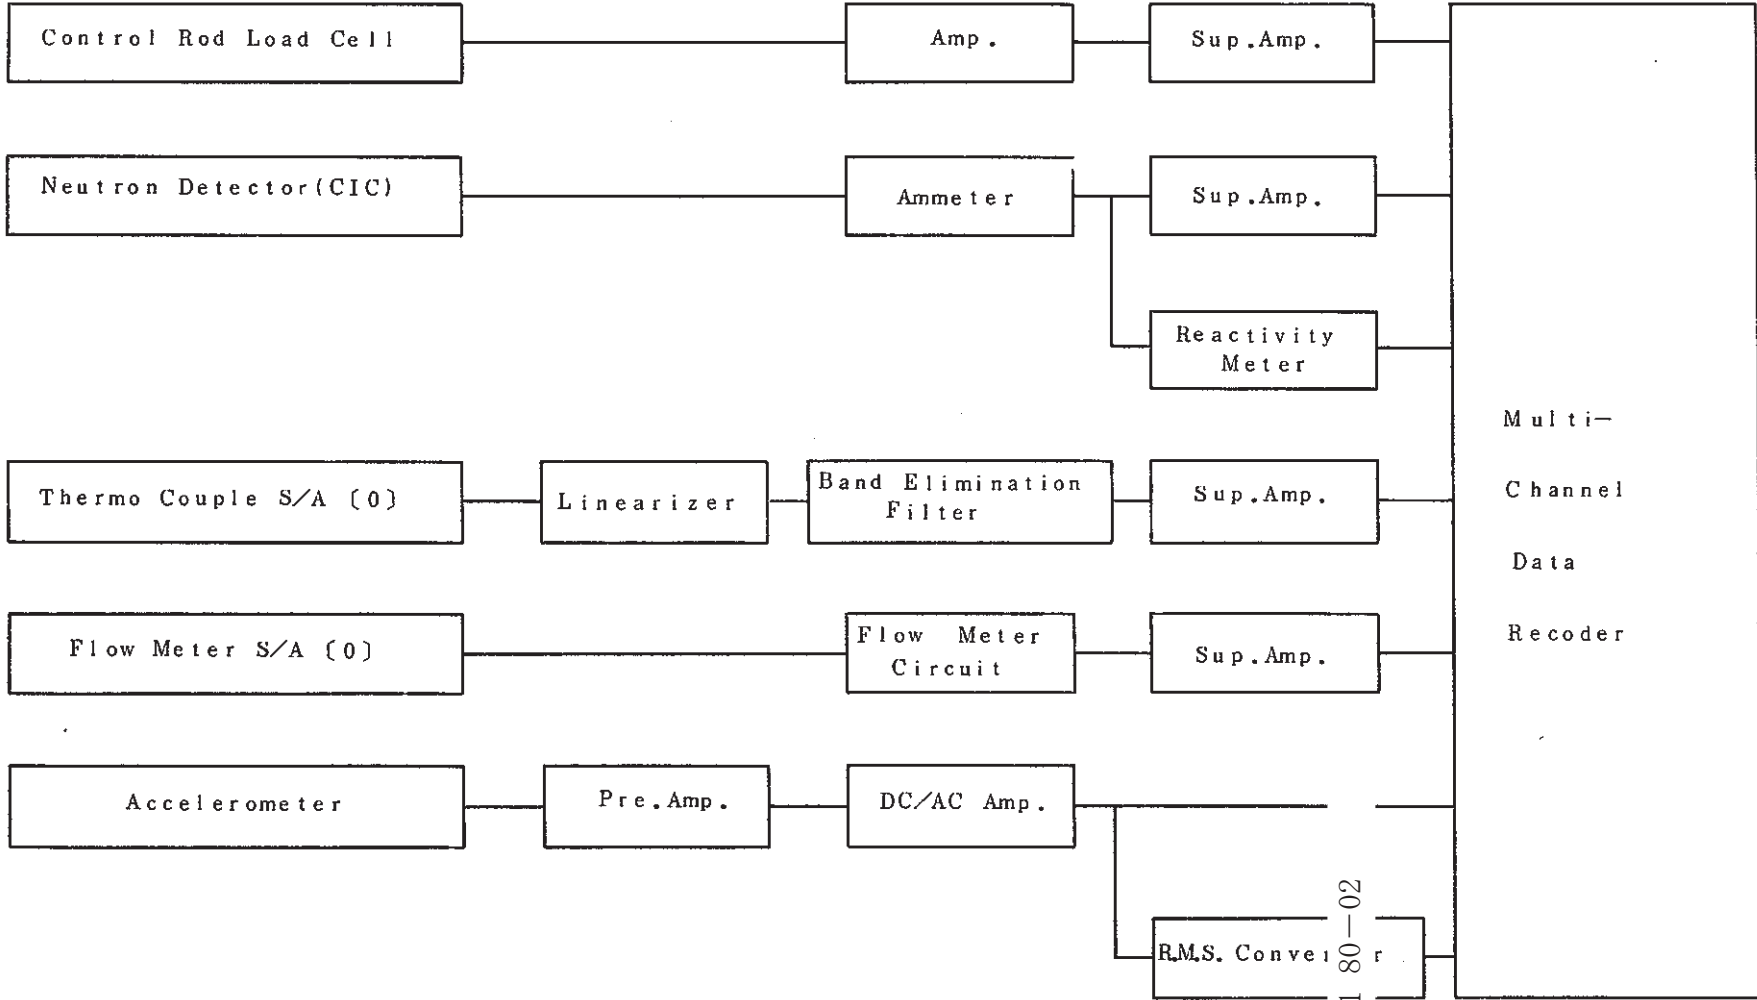 Control Rod Load Cell
Amp.
Sup.Amp.
Neutron Detector(CIC)
Ammeter
Sup.Amp.
Reactivity
Meter
Multi-
Channel
Data
Recoder
Thermo Couple S/A 〔0〕
Linearizer
Band Elimination
Filter
Sup.Amp.
Flow Meter S/A 〔0〕
Flow Meter
Circuit
Sup.Amp.
Accelerometer
Pre.Amp.
DC/AC Amp.
R.M.S.
80-02